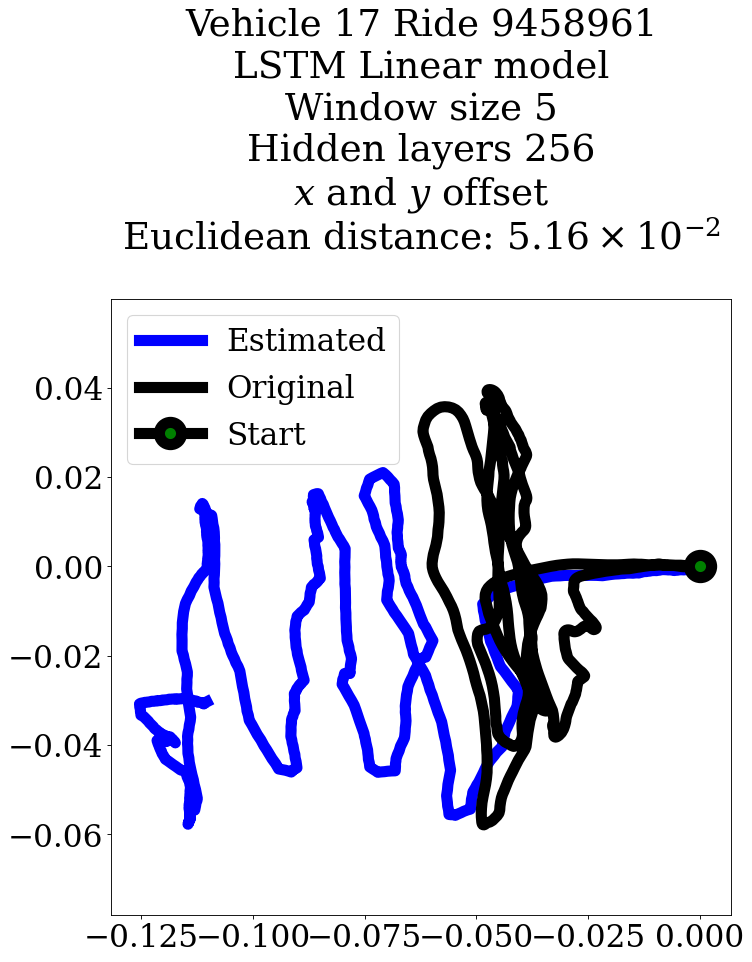 Vehicle 17 Ride 9458961
LSTM Linear model
Window size 5
Hidden layers 256
x and y offset
Euclidean distance: 5.16 × 10⁻²
Estimated
Original
Start
0.04
0.02
0.00
−0.02
−0.04
−0.06
−0.125 −0.100 −0.075 −0.050 −0.025 0.000